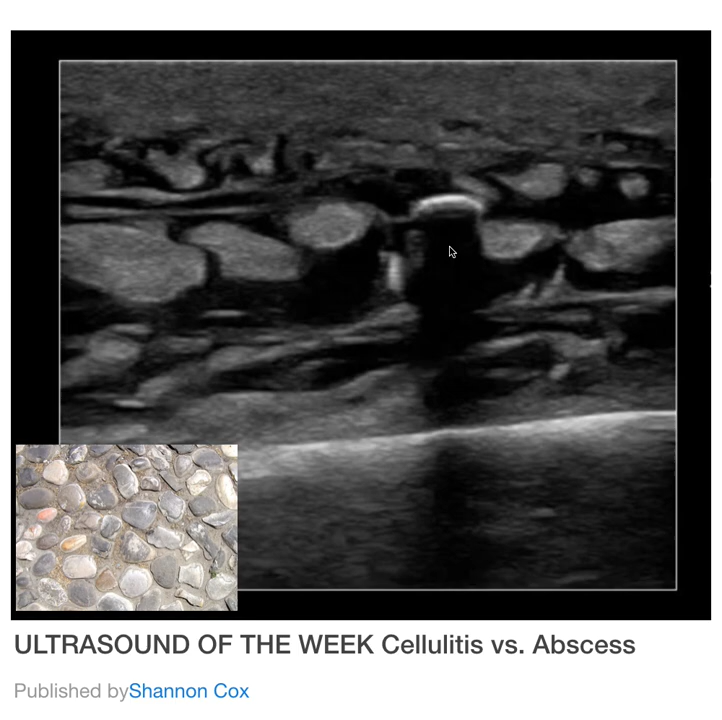 ULTRASOUND OF THE WEEK Cellulitis vs. Abscess
Published byShannon Cox